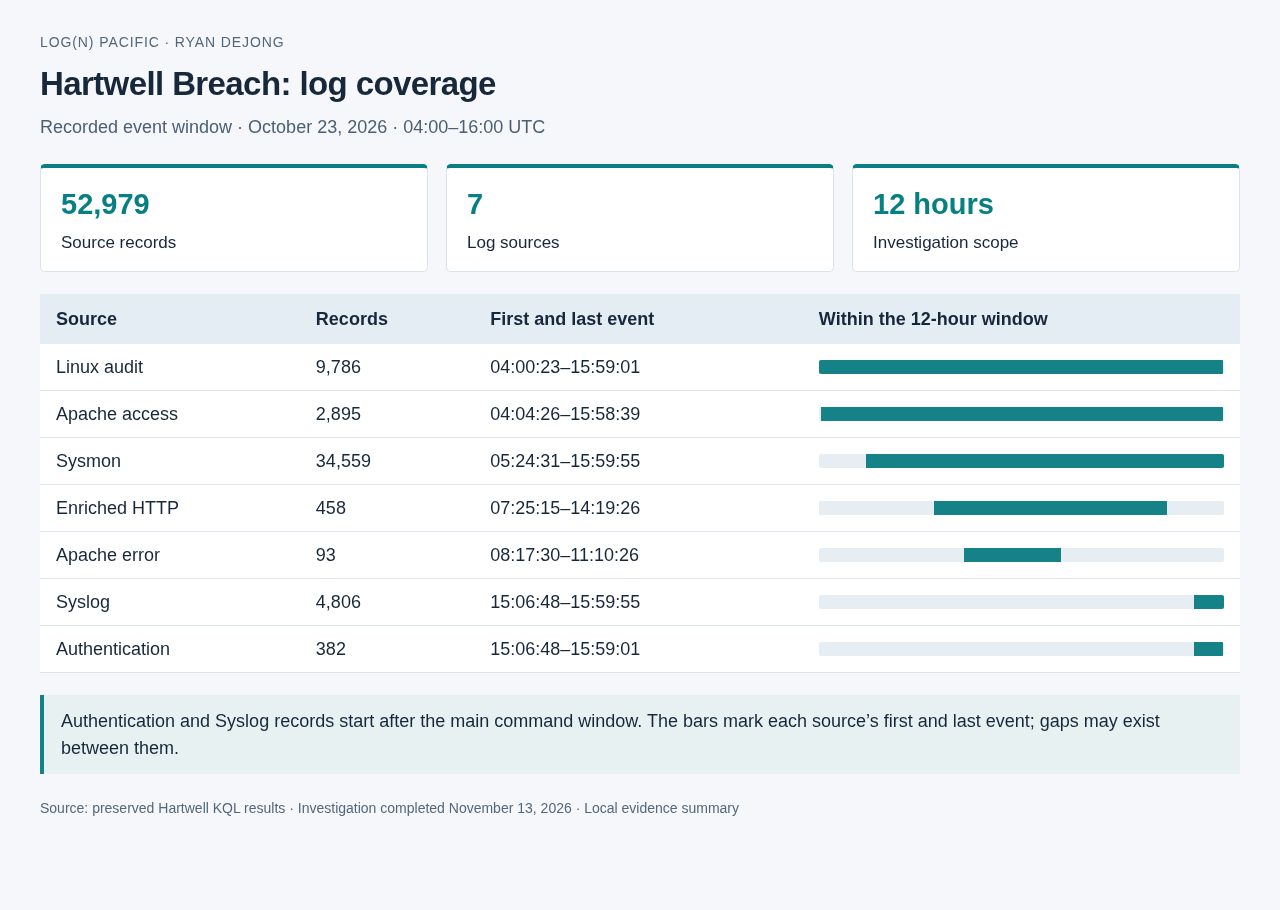 LOG(N) PACIFIC · RYAN DEJONG
Hartwell Breach: log coverage
Recorded event window · October 23, 2026 · 04:00–16:00 UTC
52,979
Source records
7
Log sources
12 hours
Investigation scope
Source Records First and last event Within the 12-hour window
Linux audit 9,786 04:00:23–15:59:01
Apache access 2,895 04:04:26–15:58:39
Sysmon 34,559 05:24:31–15:59:55
Enriched HTTP 458 07:25:15–14:19:26
Apache error 93 08:17:30–11:10:26
Syslog 4,806 15:06:48–15:59:55
Authentication 382 15:06:48–15:59:01
Authentication and Syslog records start after the main command window. The bars mark each source’s first and last event; gaps may exist
between them.
Source: preserved Hartwell KQL results · Investigation completed November 13, 2026 · Local evidence summary